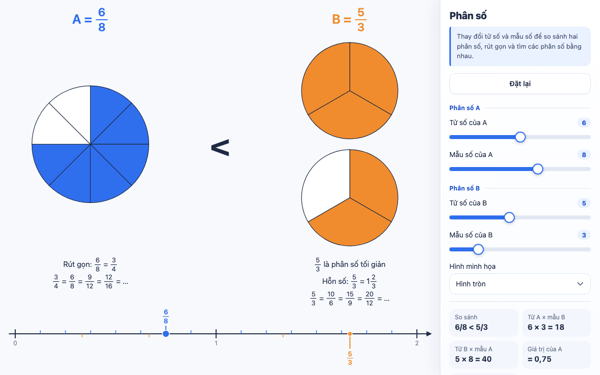 A = 6/8
B = 5/3
<
Rút gọn: 6/8 = 3/4
3/4 = 6/8 = 9/12 = 12/16 = ...
5/3 là phân số tối giản
Hỗn số: 5/3 = 1 2/3
5/3 = 10/6 = 15/9 = 20/12 = ...
6/8
0
1
2
5/3
Phân số
Thay đổi tử số và mẫu số để so sánh hai
phân số, rút gọn và tìm các phân số bằng
nhau.
Đặt lại
Phân số A
Tử số của A 6
Mẫu số của A 8
Phân số B
Tử số của B 5
Mẫu số của B 3
Hình minh họa
Hình tròn
So sánh
6/8 < 5/3
Tử A × mẫu B
6 × 3 = 18
Tử B × mẫu A
5 × 8 = 40
Giá trị của A
= 0,75